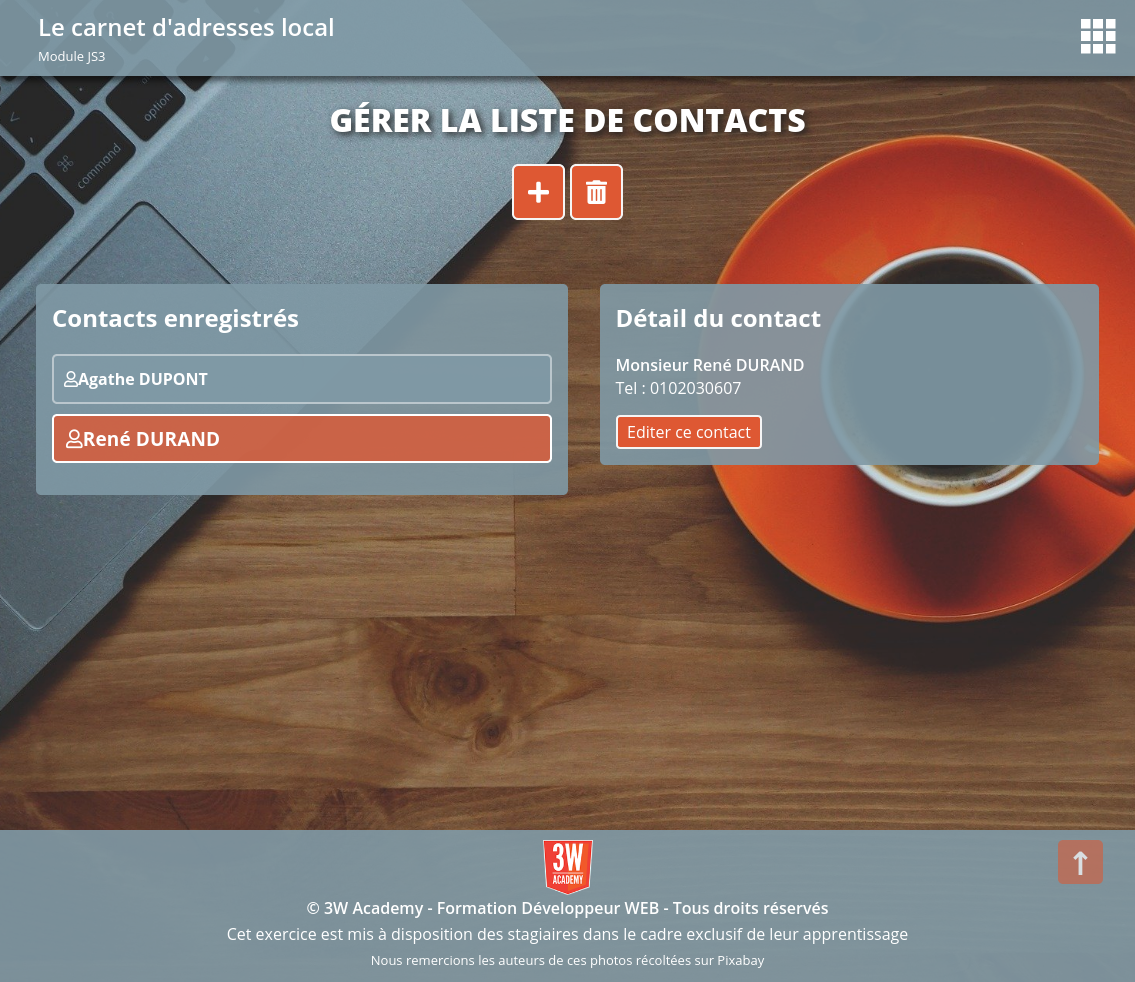 Le carnet d'adresses local
Module JS3
option
command
GÉRER LA LISTE DE CONTACTS
Contacts enregistrés
Agathe DUPONT
René DURAND
Détail du contact
Monsieur René DURAND
Tel : 0102030607
Editer ce contact
3W
ACADEMY
© 3W Academy - Formation Développeur WEB - Tous droits réservés
Cet exercice est mis à disposition des stagiaires dans le cadre exclusif de leur apprentissage
Nous remercions les auteurs de ces photos récoltées sur Pixabay